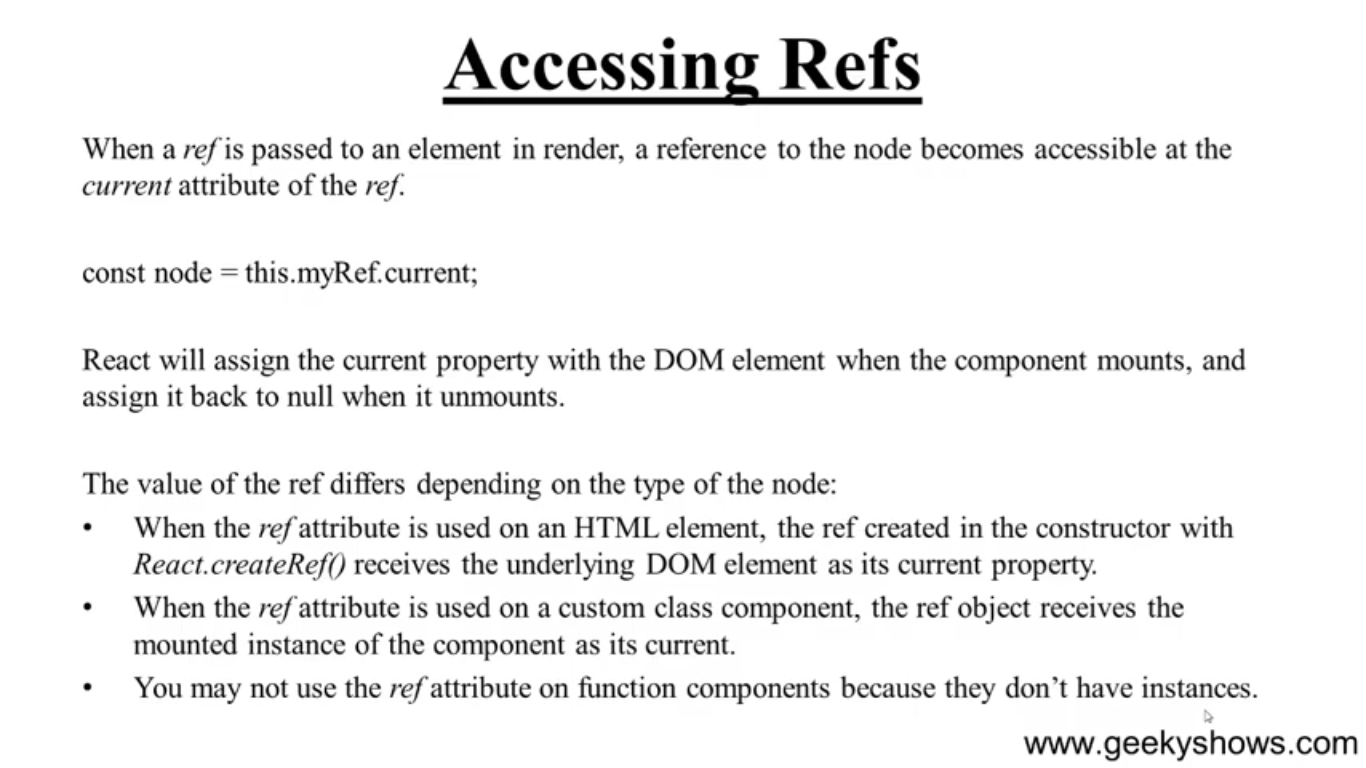 Accessing Refs
When a ref is passed to an element in render, a reference to the node becomes accessible at the
current attribute of the ref.
const node = this.myRef.current;
React will assign the current property with the DOM element when the component mounts, and
assign it back to null when it unmounts.
The value of the ref differs depending on the type of the node:
• When the ref attribute is used on an HTML element, the ref created in the constructor with
React.createRef() receives the underlying DOM element as its current property.
• When the ref attribute is used on a custom class component, the ref object receives the
mounted instance of the component as its current.
• You may not use the ref attribute on function components because they don’t have instances.
www.geekyshows.com